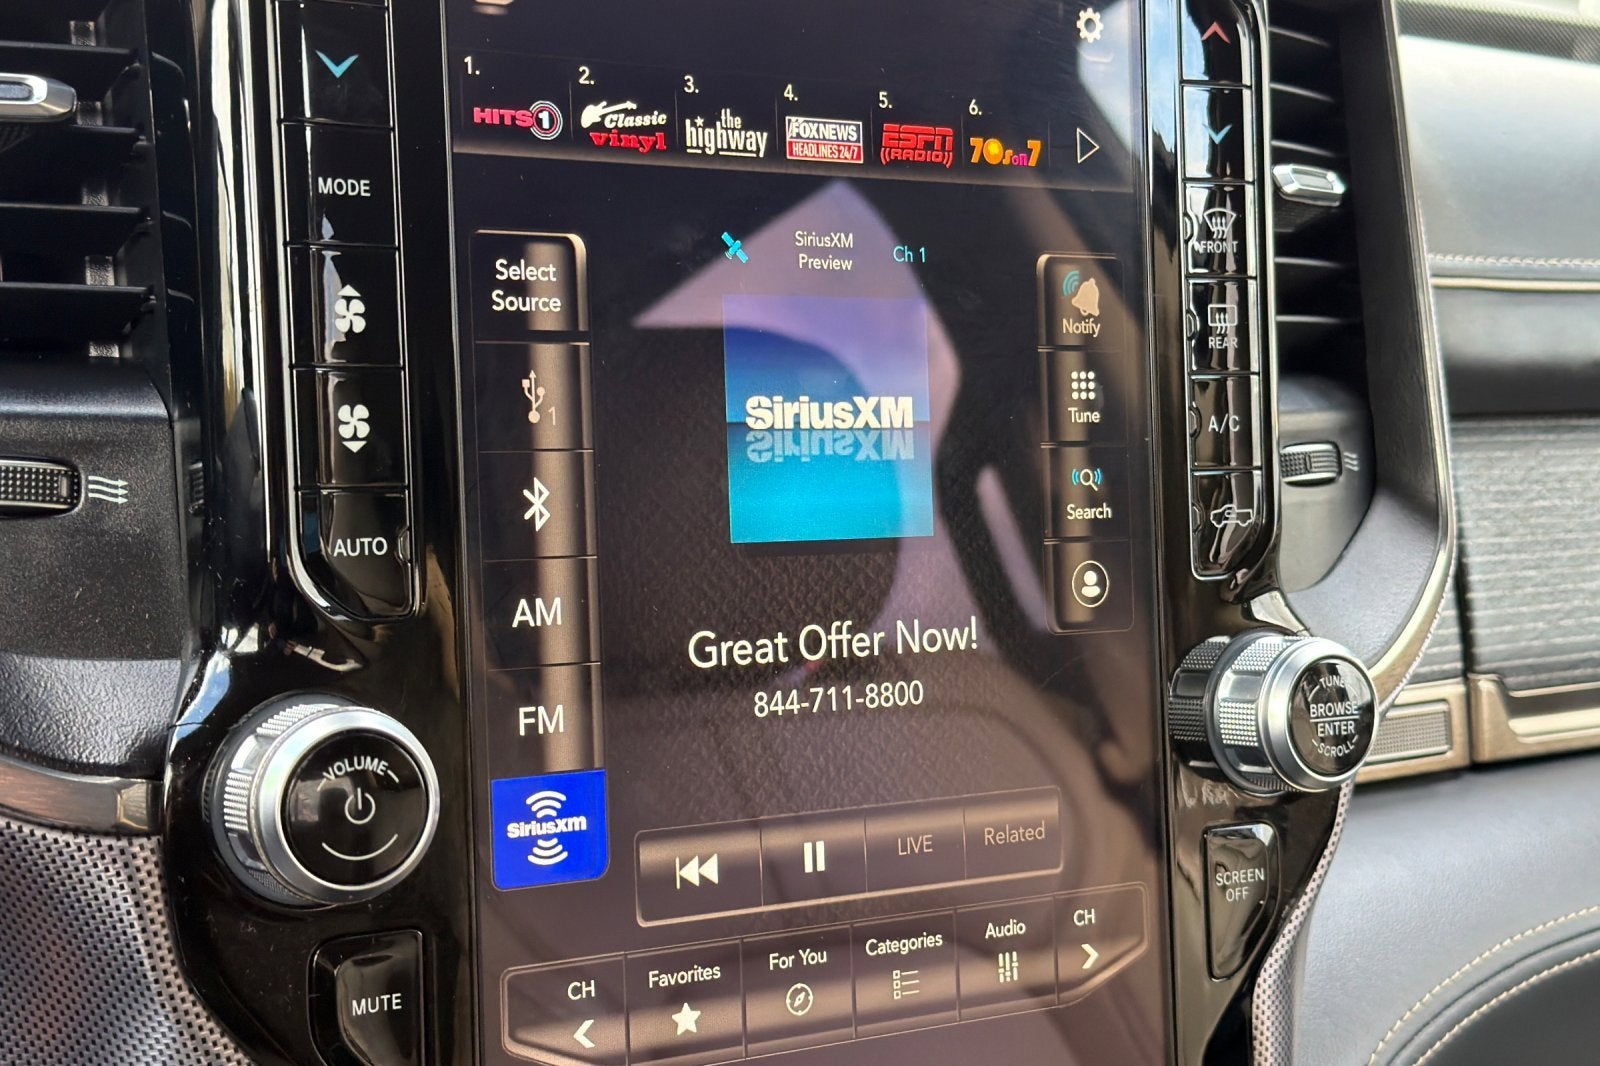 1.
2.
3.
4.
5.
6.
HITS 1
Classic
vinyl
the
highway
FOX NEWS
HEADLINES 24/7
ESPN
((RADIO))
70s on 7
MODE
AUTO
VOLUME
MUTE
Select
Source
1
AM
FM
SiriusXM
SiriusXM
Preview
Ch 1
SiriusXM
Great Offer Now!
844-711-8800
LIVE
Related
CH
Favorites
For You
Categories
Audio
CH
Notify
Tune
Search
FRONT
REAR
A/C
TUNE
BROWSE
ENTER
SCROLL
SCREEN
OFF